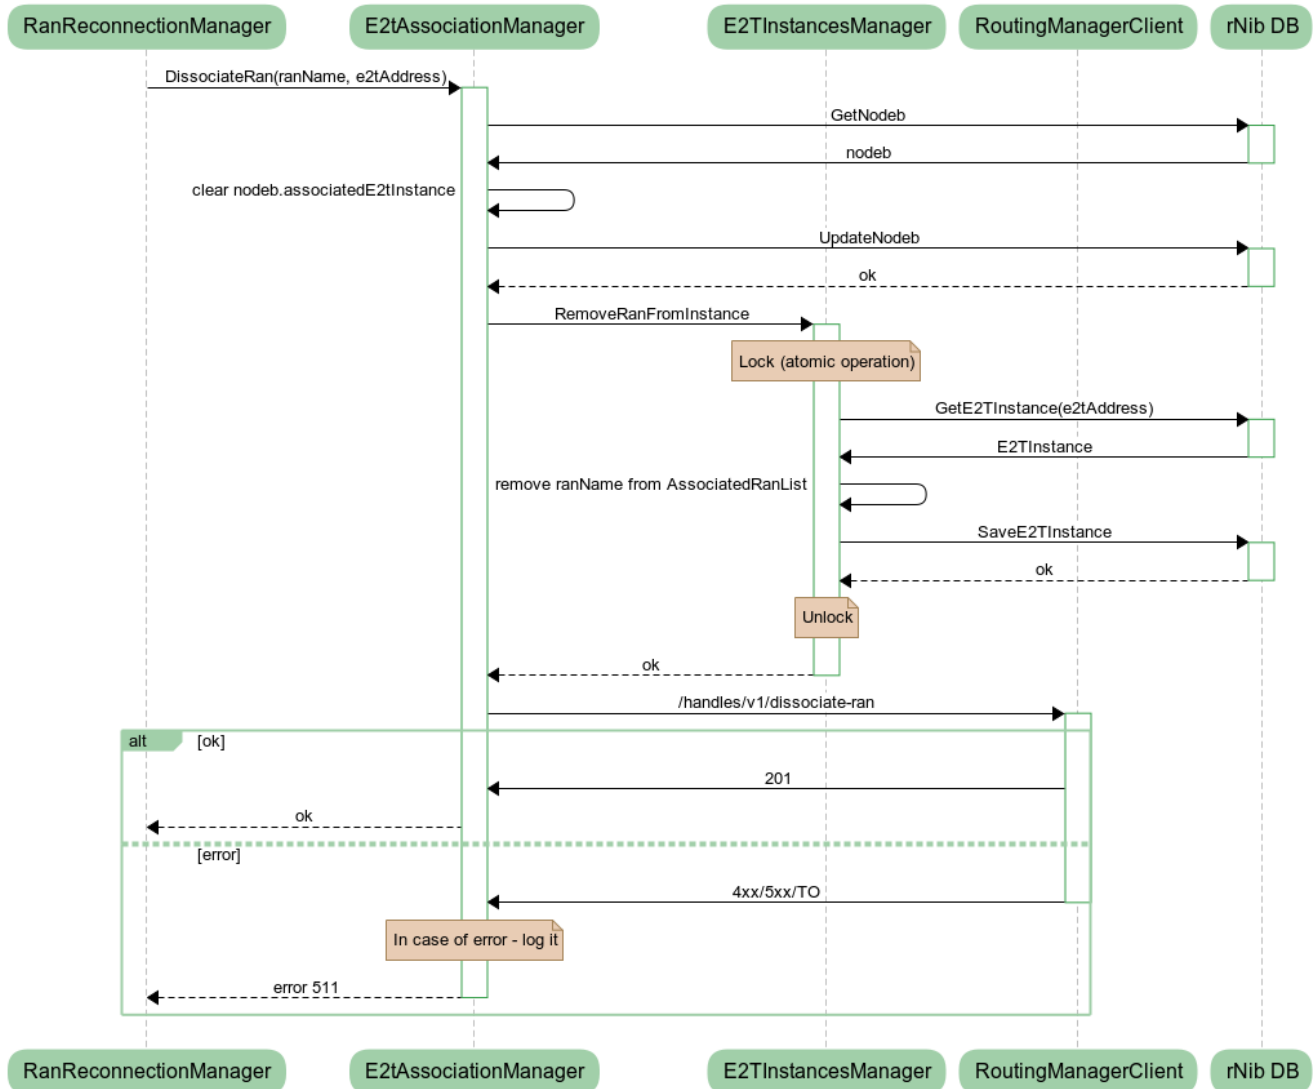 RanReconnectionManager
E2tAssociationManager
E2TInstancesManager
RoutingManagerClient
rNib DB
DissociateRan(ranName, e2tAddress)
GetNodeb
nodeb
clear nodeb.associatedE2tInstance
UpdateNodeb
ok
RemoveRanFromInstance
Lock (atomic operation)
GetE2TInstance(e2tAddress)
E2TInstance
remove ranName from AssociatedRanList
SaveE2TInstance
ok
Unlock
ok
/handles/v1/dissociate-ran
alt
[ok]
201
ok
[error]
4xx/5xx/TO
In case of error - log it
error 511
RanReconnectionManager
E2tAssociationManager
E2TInstancesManager
RoutingManagerClient
rNib DB